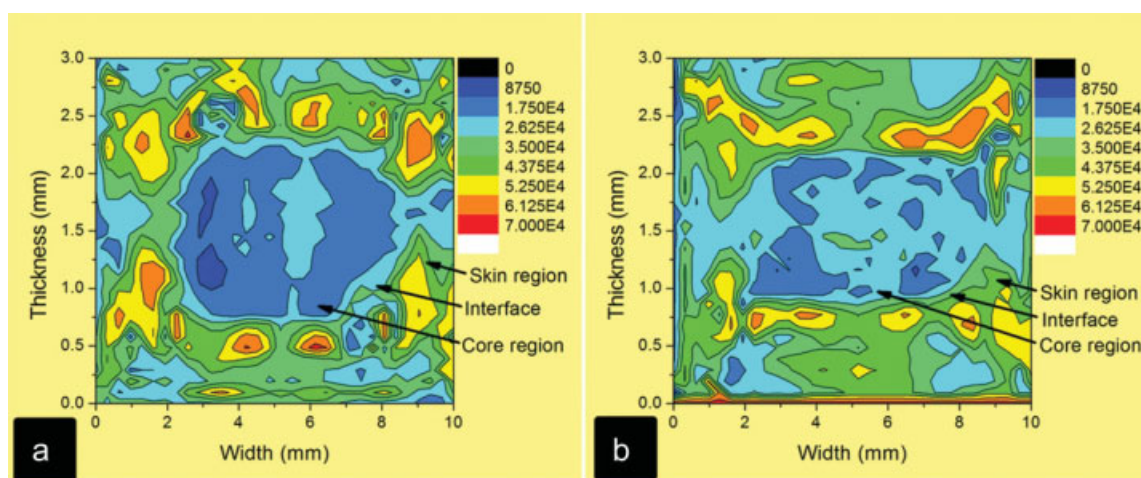 3.0
2.5
2.0
1.5
1.0
0.5
0.0
Thickness (mm)
0 2 4 6 8 10
Width (mm)
0
8750
1.750E4
2.625E4
3.500E4
4.375E4
5.250E4
6.125E4
7.000E4
Skin region
Interface
Core region
a
3.0
2.5
2.0
1.5
1.0
0.5
0.0
Thickness (mm)
0 2 4 6 8 10
Width (mm)
0
8750
1.750E4
2.625E4
3.500E4
4.375E4
5.250E4
6.125E4
7.000E4
Skin region
Interface
Core region
b